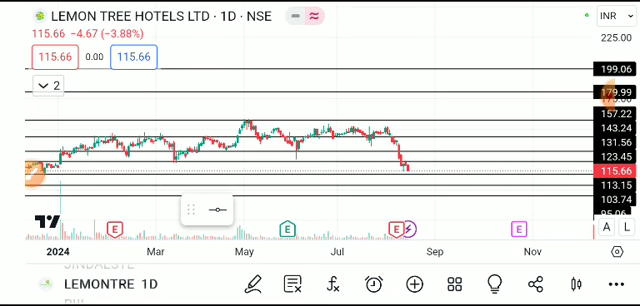 LEMON TREE HOTELS LTD · 1D · NSE
INR
115.66 −4.67 (−3.88%)
115.66 0.00 115.66
2
225.00
199.06
179.99
157.22
143.24
131.56
123.45
115.66
113.15
103.74
E E E E
2024 Mar May Jul Sep Nov
A L
LEMONTRE 1D